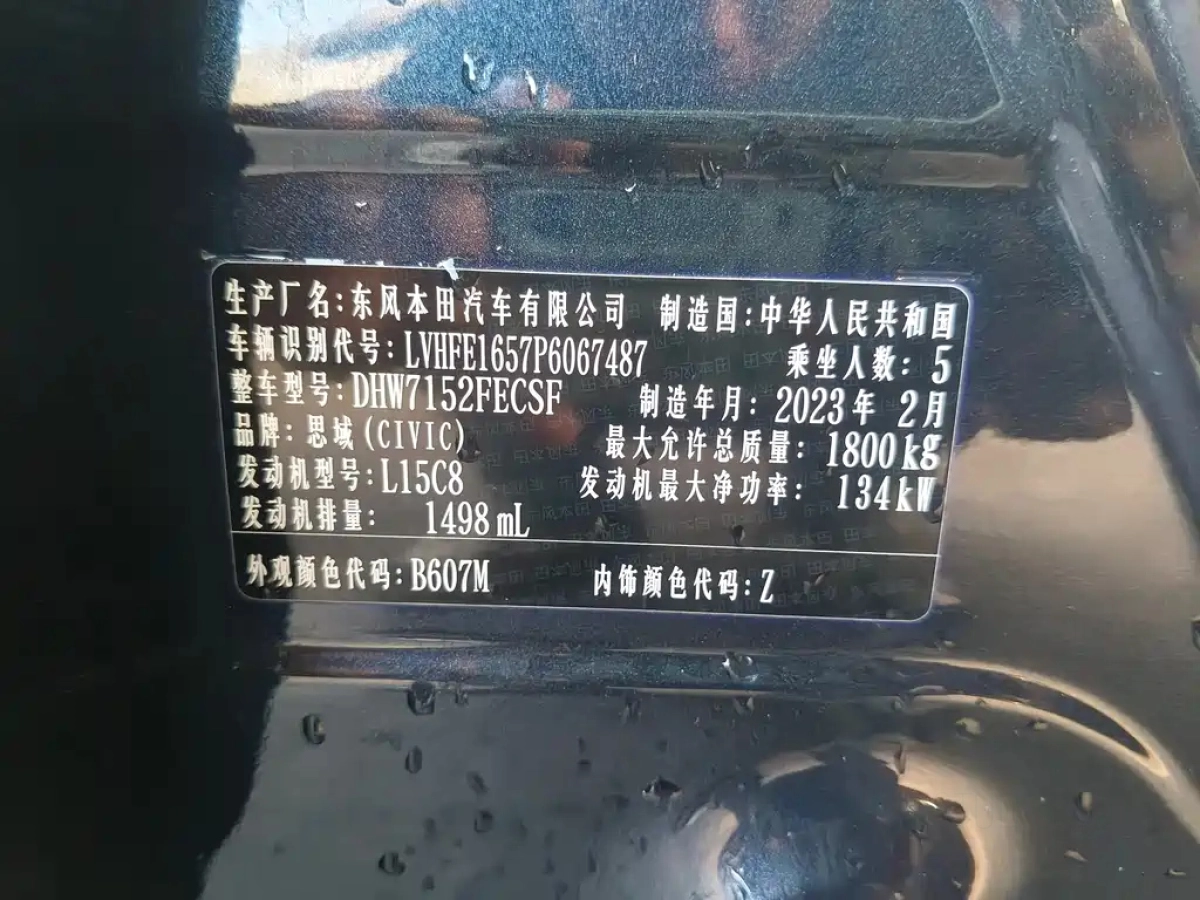 生产厂名:东风本田汽车有限公司 制造国:中华人民共和国
车辆识别代号:LVHFE1657P6067487 乘坐人数:5
整车型号:DHW7152FECSF 制造年月:2023年 2月
品牌:思域(CIVIC) 最大允许总质量:1800kg
发动机型号:L15C8 发动机最大净功率:134kW
发动机排量: 1498mL
外观颜色代码:B607M 内饰颜色代码:Z